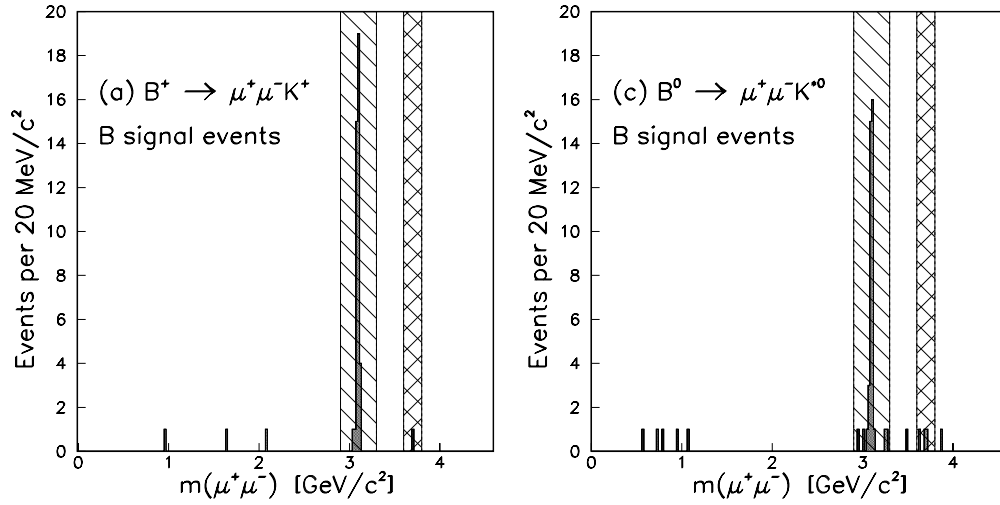 20
18
16
14
12
10
8
6
4
2
0
Events per 20 MeV/c²
(a) B⁺ → μ⁺μ⁻K⁺
B signal events
0 1 2 3 4
m(μ⁺μ⁻) [GeV/c²]
20
18
16
14
12
10
8
6
4
2
0
Events per 20 MeV/c²
(c) B⁰ → μ⁺μ⁻K*⁰
B signal events
0 1 2 3 4
m(μ⁺μ⁻) [GeV/c²]